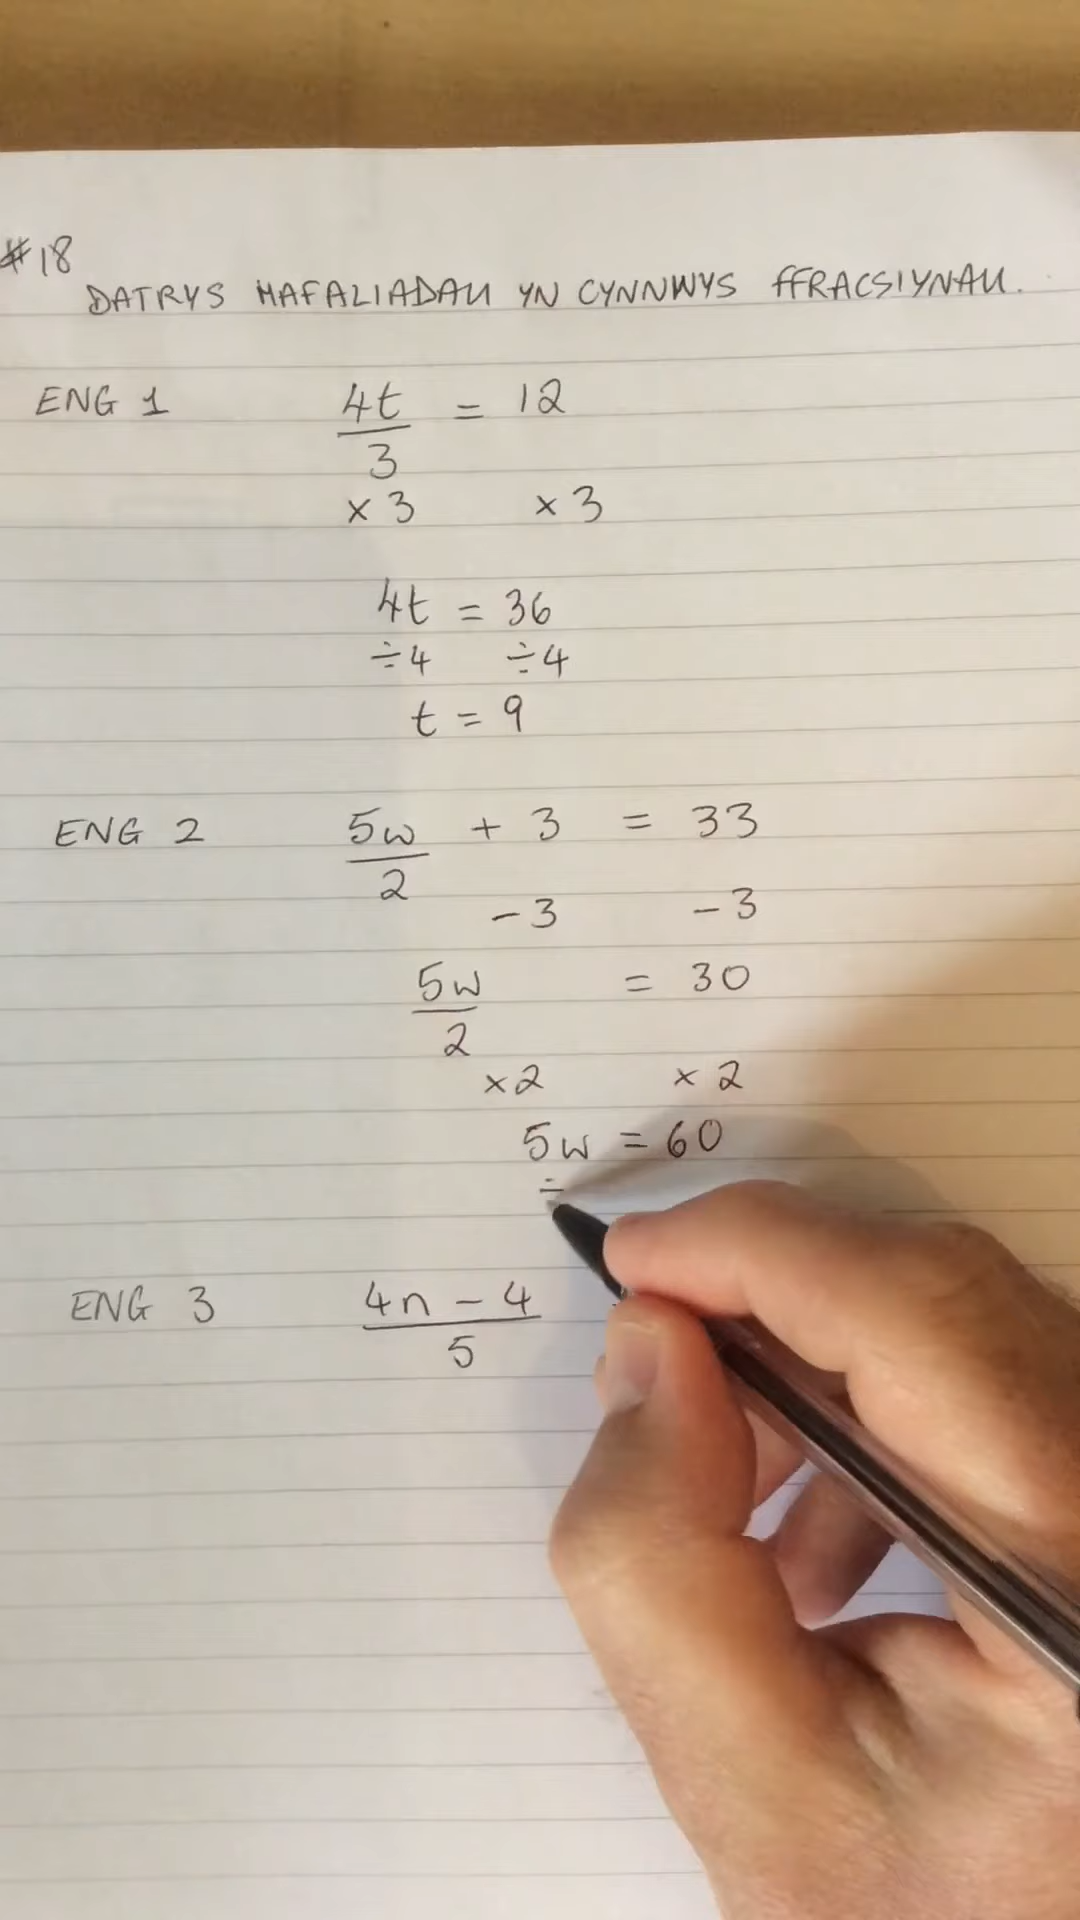 #18
DATRYS HAFALIADAU YN CYNNWYS FFRACSIYNAU.
ENG 1 4t = 12
3
×3 ×3
4t = 36
÷4 ÷4
t = 9
ENG 2 5w + 3 = 33
2
-3 -3
5w = 30
2
×2 ×2
5w = 60
÷
ENG 3 4n - 4
5